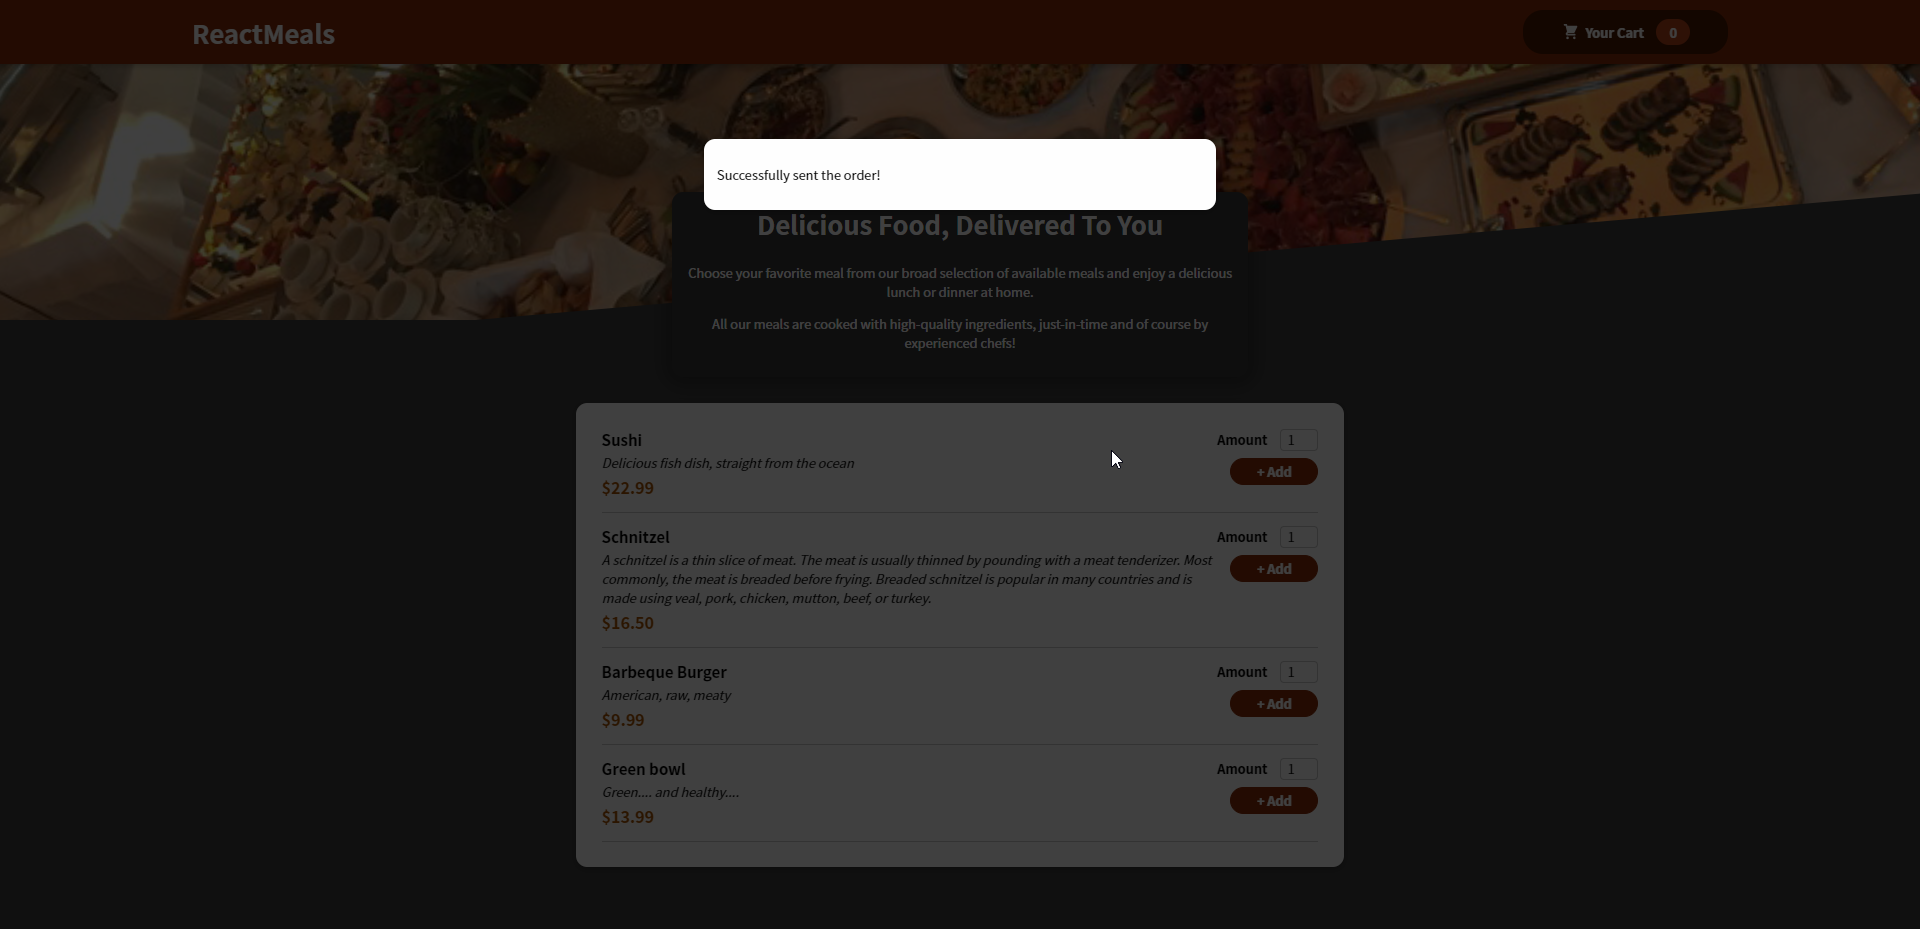 ReactMeals
Your Cart 0
Successfully sent the order!
Delicious Food, Delivered To You
Choose your favorite meal from our broad selection of available meals and enjoy a delicious
lunch or dinner at home.
All our meals are cooked with high-quality ingredients, just-in-time and of course by
experienced chefs!
Sushi
Delicious fish dish, straight from the ocean
$22.99
Amount 1
+ Add
Schnitzel
A schnitzel is a thin slice of meat. The meat is usually thinned by pounding with a meat tenderizer. Most
commonly, the meat is breaded before frying. Breaded schnitzel is popular in many countries and is
made using veal, pork, chicken, mutton, beef, or turkey.
$16.50
Amount 1
+ Add
Barbeque Burger
American, raw, meaty
$9.99
Amount 1
+ Add
Green bowl
Green.... and healthy....
$13.99
Amount 1
+ Add